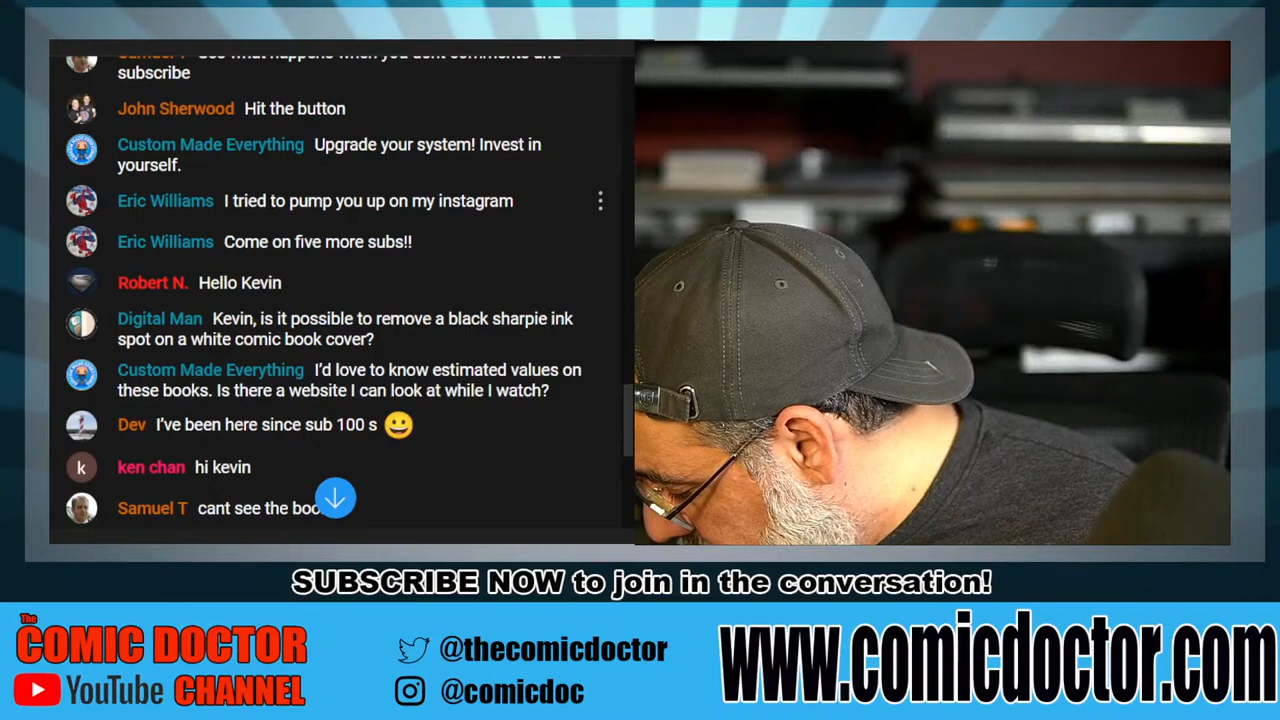 subscribe
John Sherwood Hit the button
Custom Made Everything Upgrade your system! Invest in
yourself.
Eric Williams I tried to pump you up on my instagram
Eric Williams Come on five more subs!!
Robert N. Hello Kevin
Digital Man Kevin, is it possible to remove a black sharpie ink
spot on a white comic book cover?
Custom Made Everything I'd love to know estimated values on
these books. Is there a website I can look at while I watch?
Dev I've been here since sub 100 s 😀
k ken chan hi kevin
Samuel T cant see the
SUBSCRIBE NOW to join in the conversation!
The
COMIC DOCTOR
YouTube CHANNEL
@thecomicdoctor
@comicdoc
www.comicdoctor.com